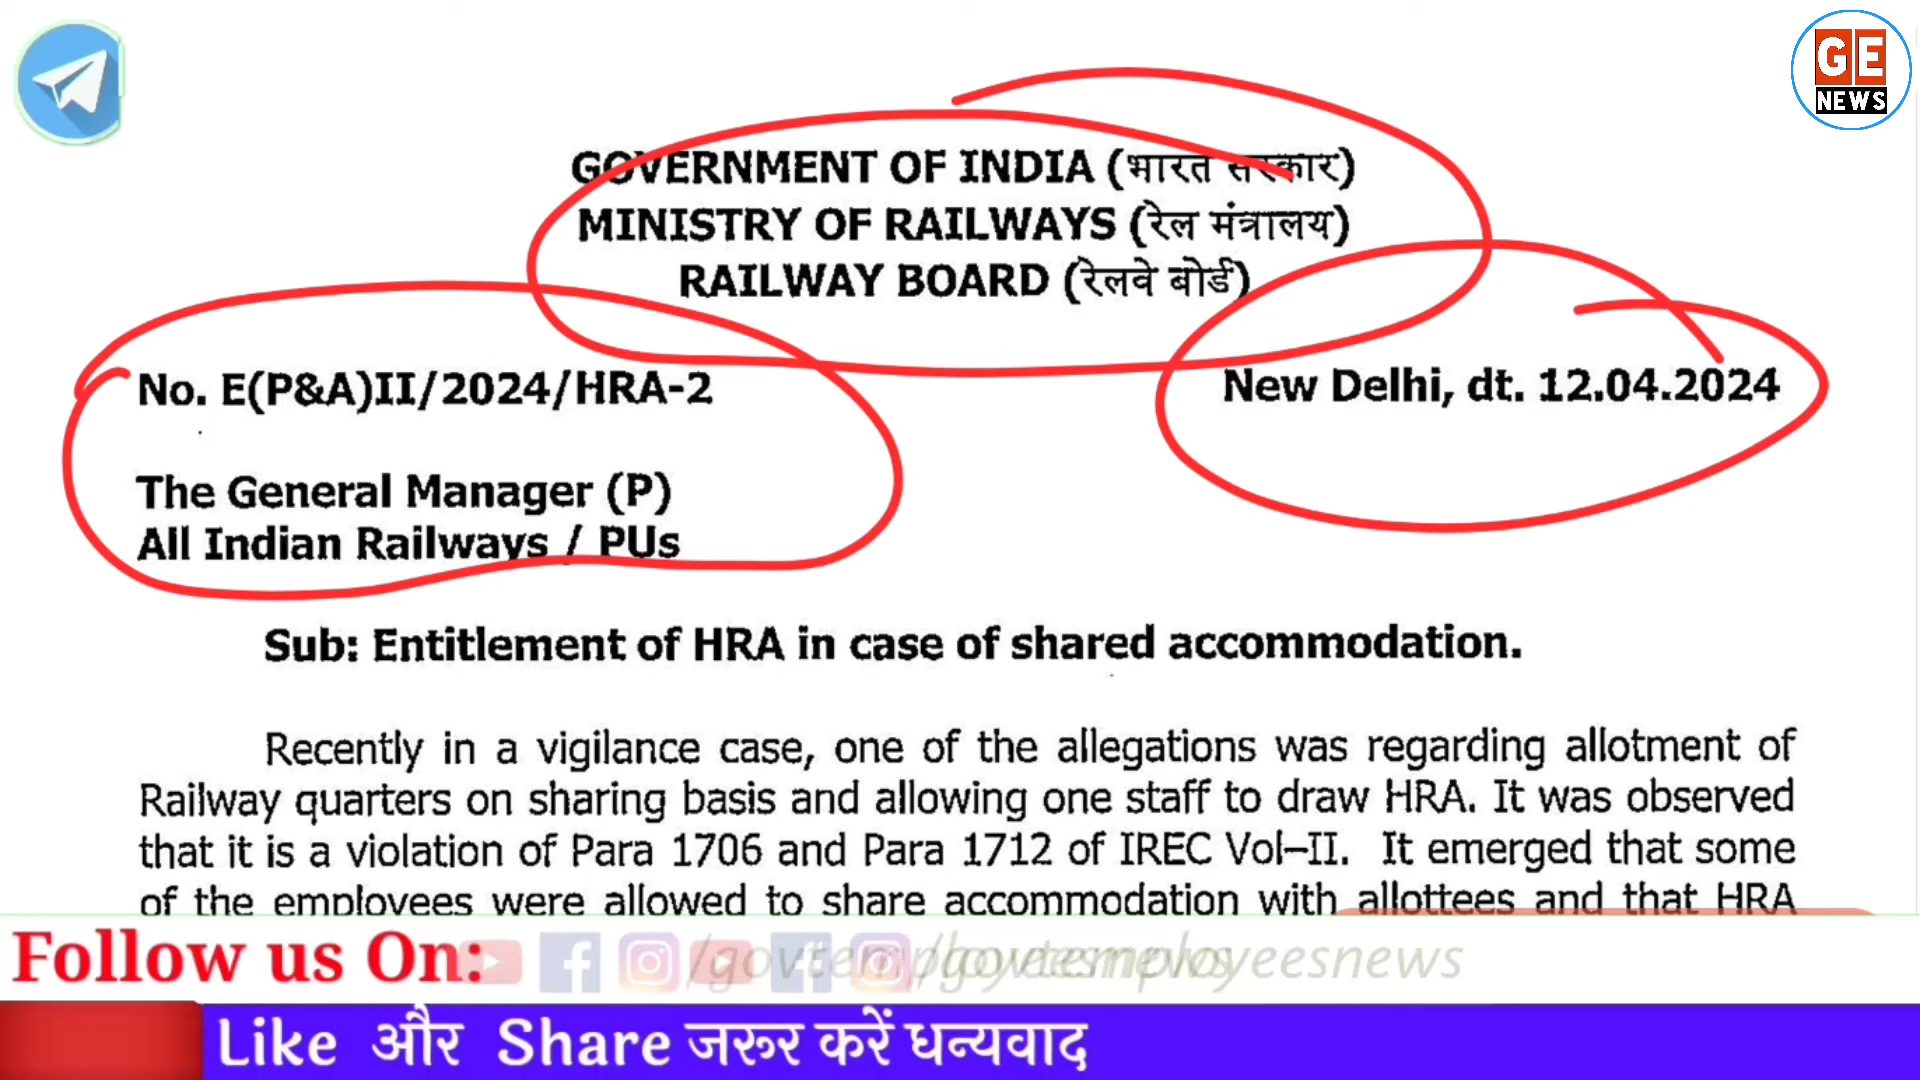 GE
NEWS
GOVERNMENT OF INDIA (भारत सरकार)
MINISTRY OF RAILWAYS (रेल मंत्रालय)
RAILWAY BOARD (रेलवे बोर्ड)
No. E(P&A)II/2024/HRA-2
New Delhi, dt. 12.04.2024
The General Manager (P)
All Indian Railways / PUs
Sub: Entitlement of HRA in case of shared accommodation.
Recently in a vigilance case, one of the allegations was regarding allotment of
Railway quarters on sharing basis and allowing one staff to draw HRA. It was observed
that it is a violation of Para 1706 and Para 1712 of IREC Vol–II. It emerged that some
of the employees were allowed to share accommodation with allottees and that HRA
Follow us On: /govtemployeesnews /govtemployeesnews
Like और Share जरूर करें धन्यवाद